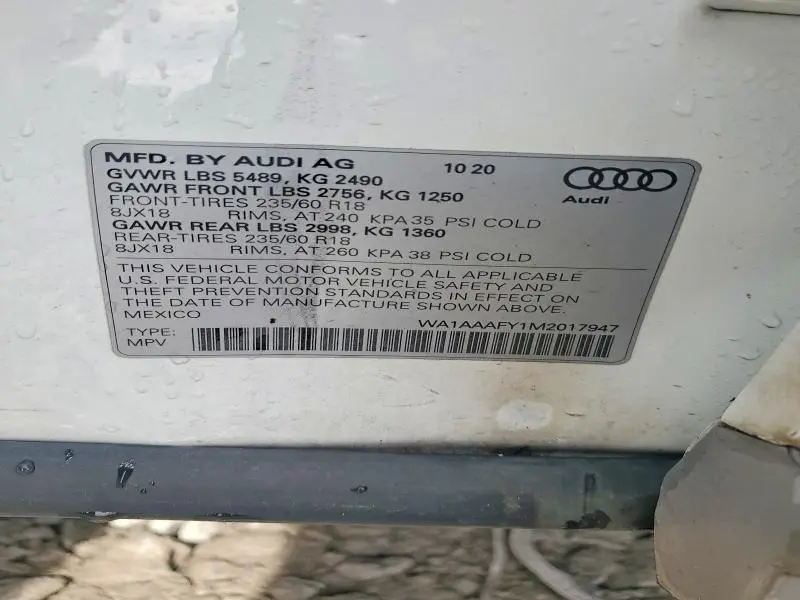 MFD. BY AUDI AG 10 20
GVWR LBS 5489, KG 2490
GAWR FRONT LBS 2756, KG 1250
FRONT-TIRES 235/60 R18
8JX18 RIMS, AT 240 KPA 35 PSI COLD
GAWR REAR LBS 2998, KG 1360
REAR-TIRES 235/60 R18
8JX18 RIMS, AT 260 KPA 38 PSI COLD
Audi
THIS VEHICLE CONFORMS TO ALL APPLICABLE
U.S. FEDERAL MOTOR VEHICLE SAFETY AND
THEFT PREVENTION STANDARDS IN EFFECT ON
THE DATE OF MANUFACTURE SHOWN ABOVE.
MEXICO WA1AAAFY1M2017947
TYPE:
MPV